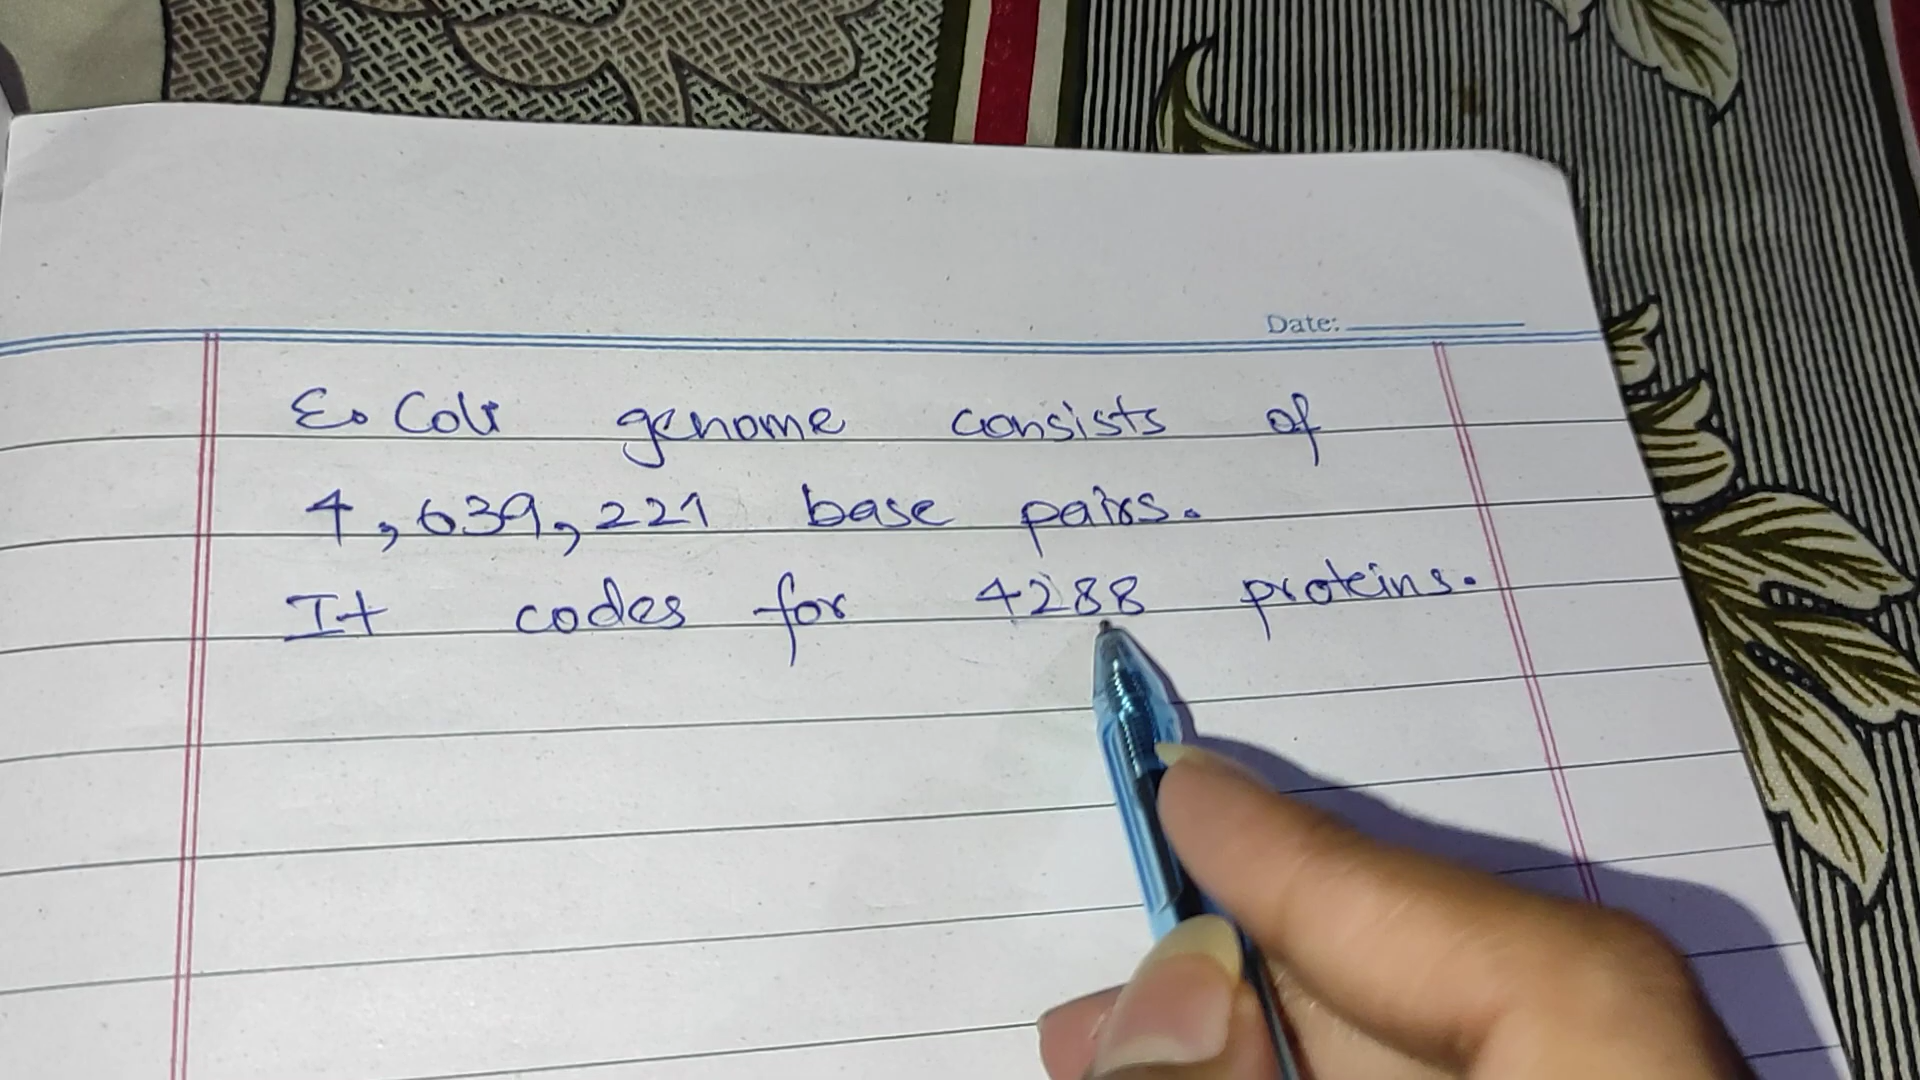 Date:
E. Coli genome consists of
4,639,221 base pairs.
It codes for 4288 proteins.